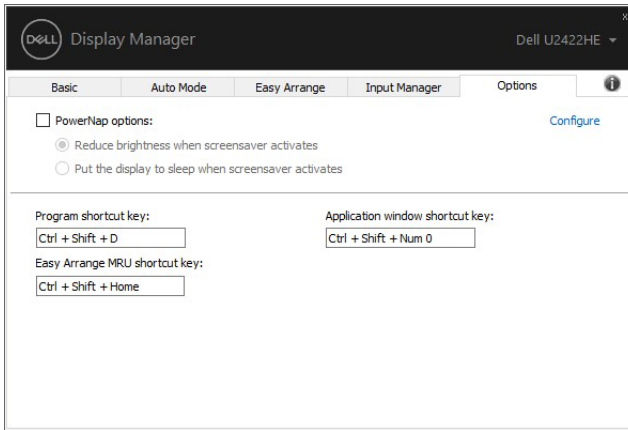 DELL Display Manager
Dell U2422HE
x
Basic Auto Mode Easy Arrange Input Manager Options i
PowerNap options: Configure
Reduce brightness when screensaver activates
Put the display to sleep when screensaver activates
Program shortcut key: Application window shortcut key:
Ctrl + Shift + D Ctrl + Shift + Num 0
Easy Arrange MRU shortcut key:
Ctrl + Shift + Home